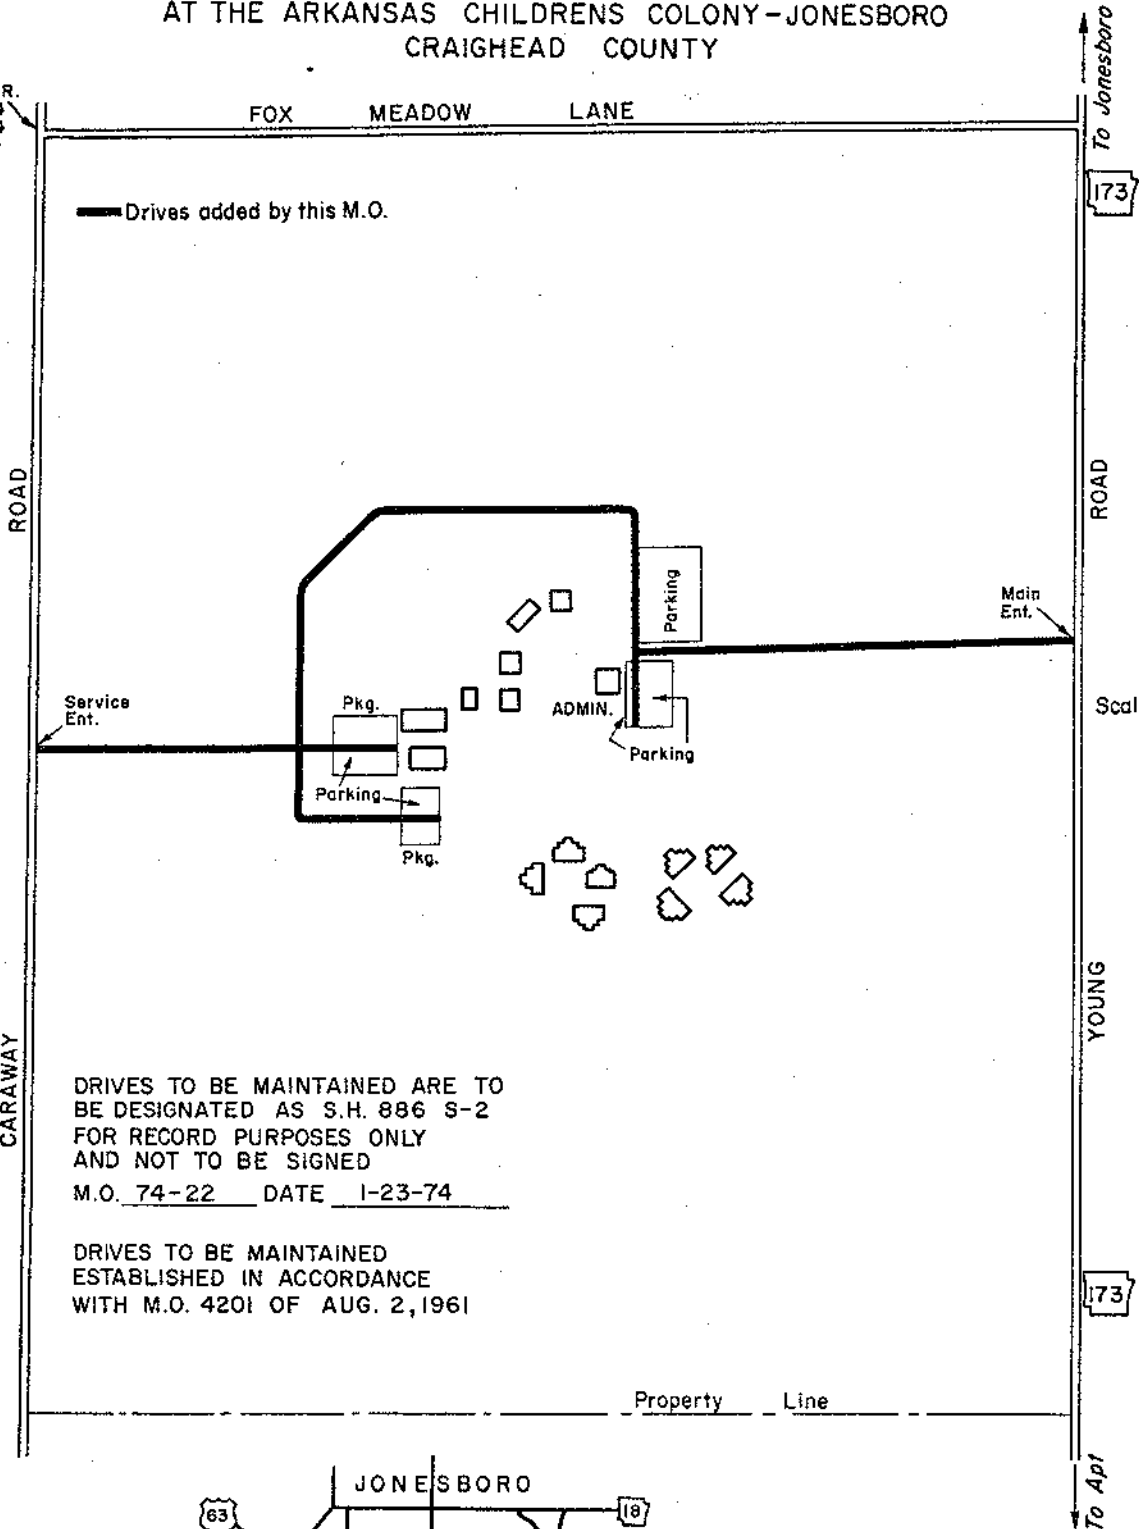 AT THE ARKANSAS CHILDRENS COLONY-JONESBORO
CRAIGHEAD COUNTY
To Jonesboro
R.
FOX MEADOW LANE
173
Drives added by this M.O.
ROAD
ROAD
Parking
Main
Ent.
Service
Ent.
Pkg.
ADMIN.
Scal
Parking
Parking
Pkg.
YOUNG
CARAWAY
DRIVES TO BE MAINTAINED ARE TO
BE DESIGNATED AS S.H. 886 S-2
FOR RECORD PURPOSES ONLY
AND NOT TO BE SIGNED
M.O. 74-22 DATE 1-23-74
DRIVES TO BE MAINTAINED
ESTABLISHED IN ACCORDANCE
WITH M.O. 4201 OF AUG. 2, 1961
173
Property Line
To Apt
JONESBORO
63
18